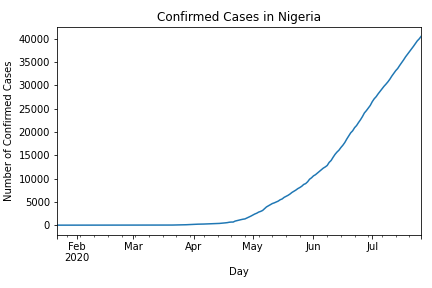 Confirmed Cases in Nigeria
Number of Confirmed Cases
40000
35000
30000
25000
20000
15000
10000
5000
0
Feb Mar Apr May Jun Jul
2020
Day